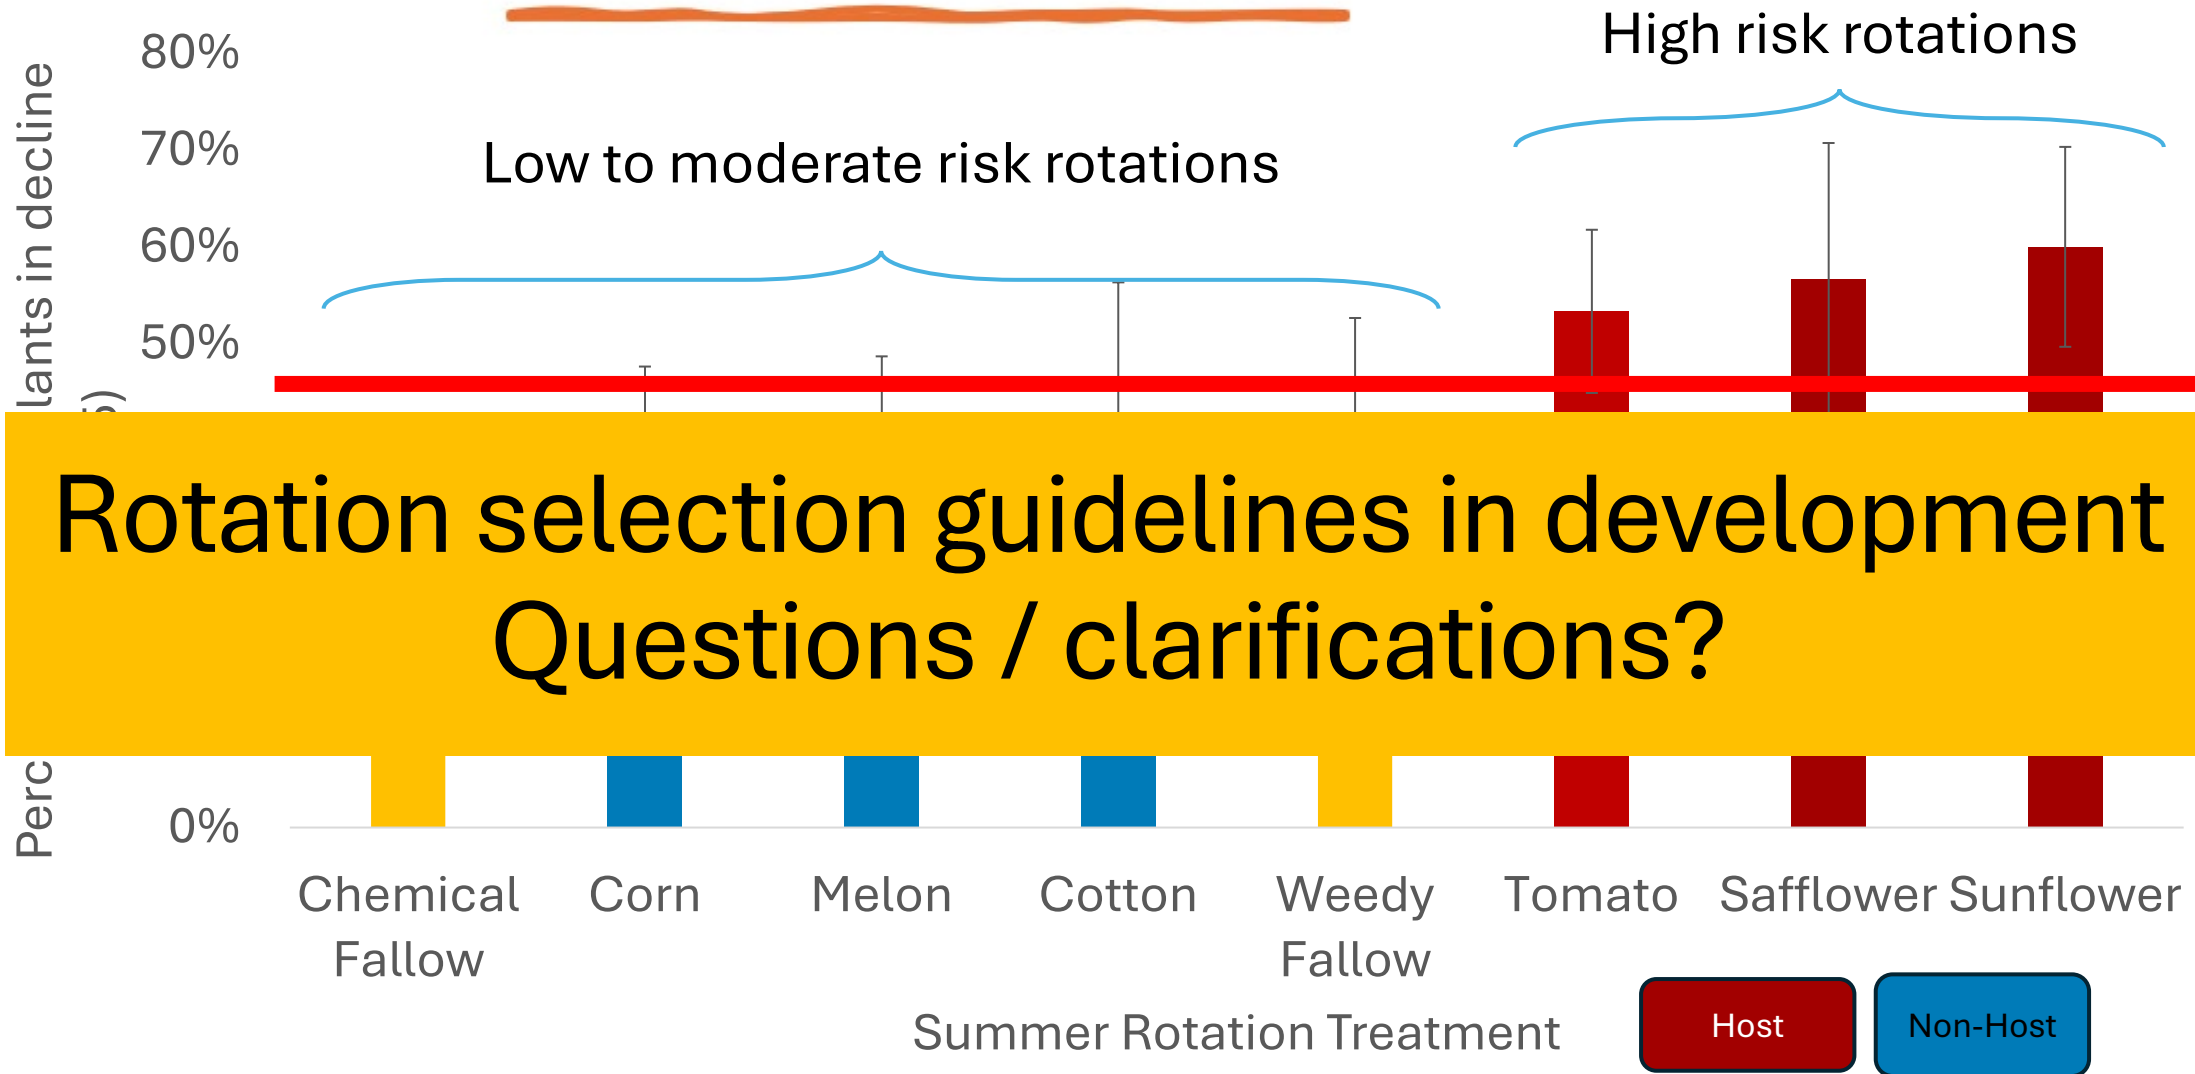 80%
High risk rotations
70%
Low to moderate risk rotations
60%
50%
lants in decline
Rotation selection guidelines in development
Questions / clarifications?
Perc
0%
Chemical Fallow
Corn
Melon
Cotton
Weedy Fallow
Tomato
Safflower
Sunflower
Summer Rotation Treatment
Host
Non-Host